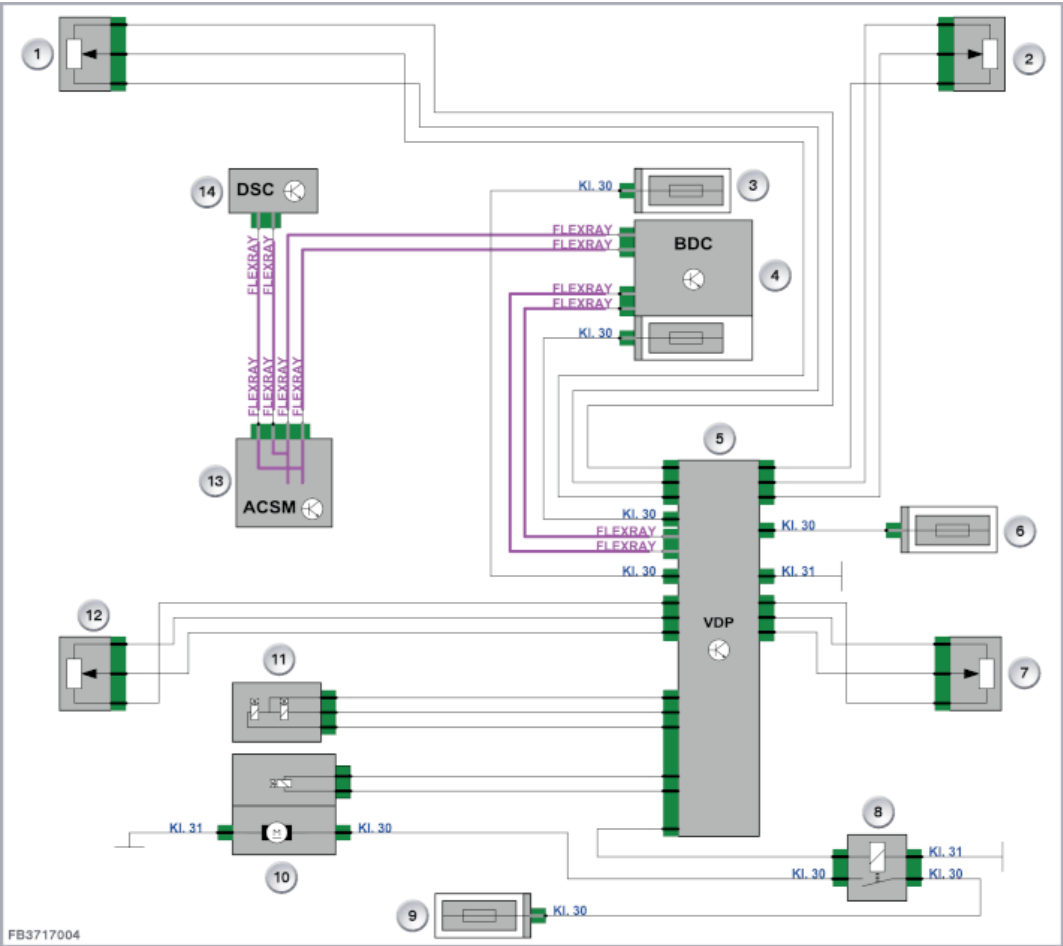 1
2
DSC
14
Kl. 30
3
FLEXRAY
FLEXRAY
BDC
4
FLEXRAY
FLEXRAY
FLEXRAY
FLEXRAY
Kl. 30
FLEXRAY
FLEXRAY
FLEXRAY
FLEXRAY
5
13
ACSM
Kl. 30
Kl. 30
6
FLEXRAY
FLEXRAY
Kl. 30
Kl. 31
12
VDP
11
7
8
Kl. 31
M
Kl. 30
Kl. 31
10
Kl. 30
Kl. 30
9
Kl. 30
FB3717004